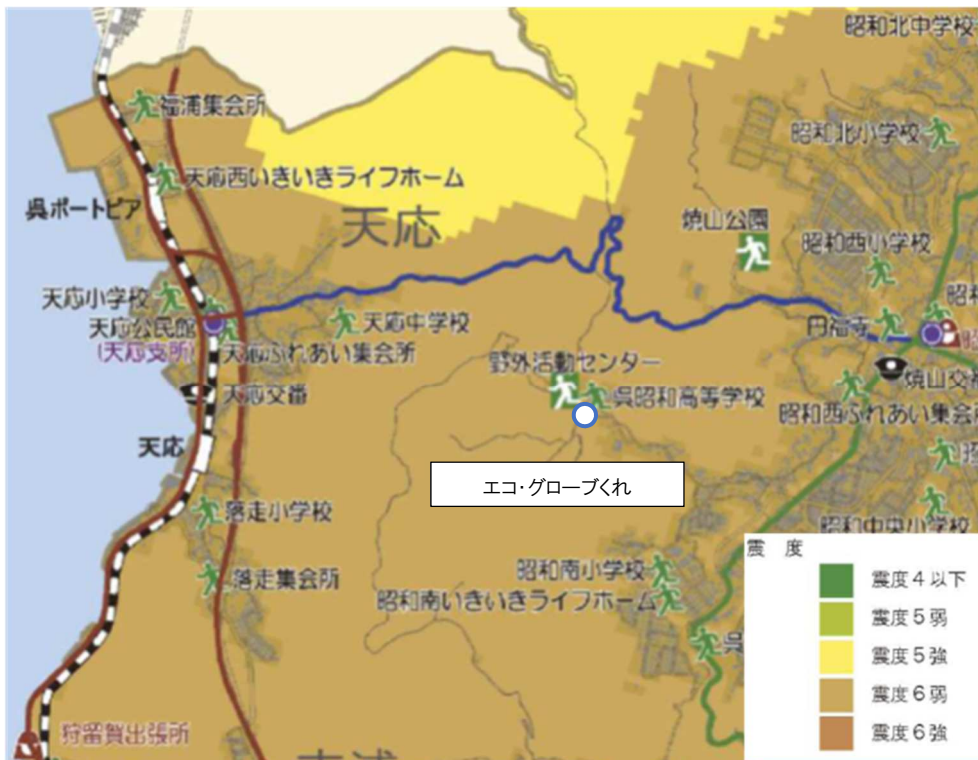 昭和北中学校
福浦集会所
昭和北小学校
天応西いきいきライフホーム
呉ポートピア
天応
焼山公園
昭和西小学校
天応小学校
天応公民館
(天応支所)
天応中学校
天応ふれあい集会所
円福寺
野外活動センター
天応交番
呉昭和高等学校
焼山交
昭和西ふれあい集会
天応
エコ・グローブくれ
落走小学校
昭和中央小学校
落走集会所
昭和南小学校
昭和南いきいきライフホーム
呉
狩留賀出張所
震 度
震度4以下
震度5弱
震度5強
震度6弱
震度6強